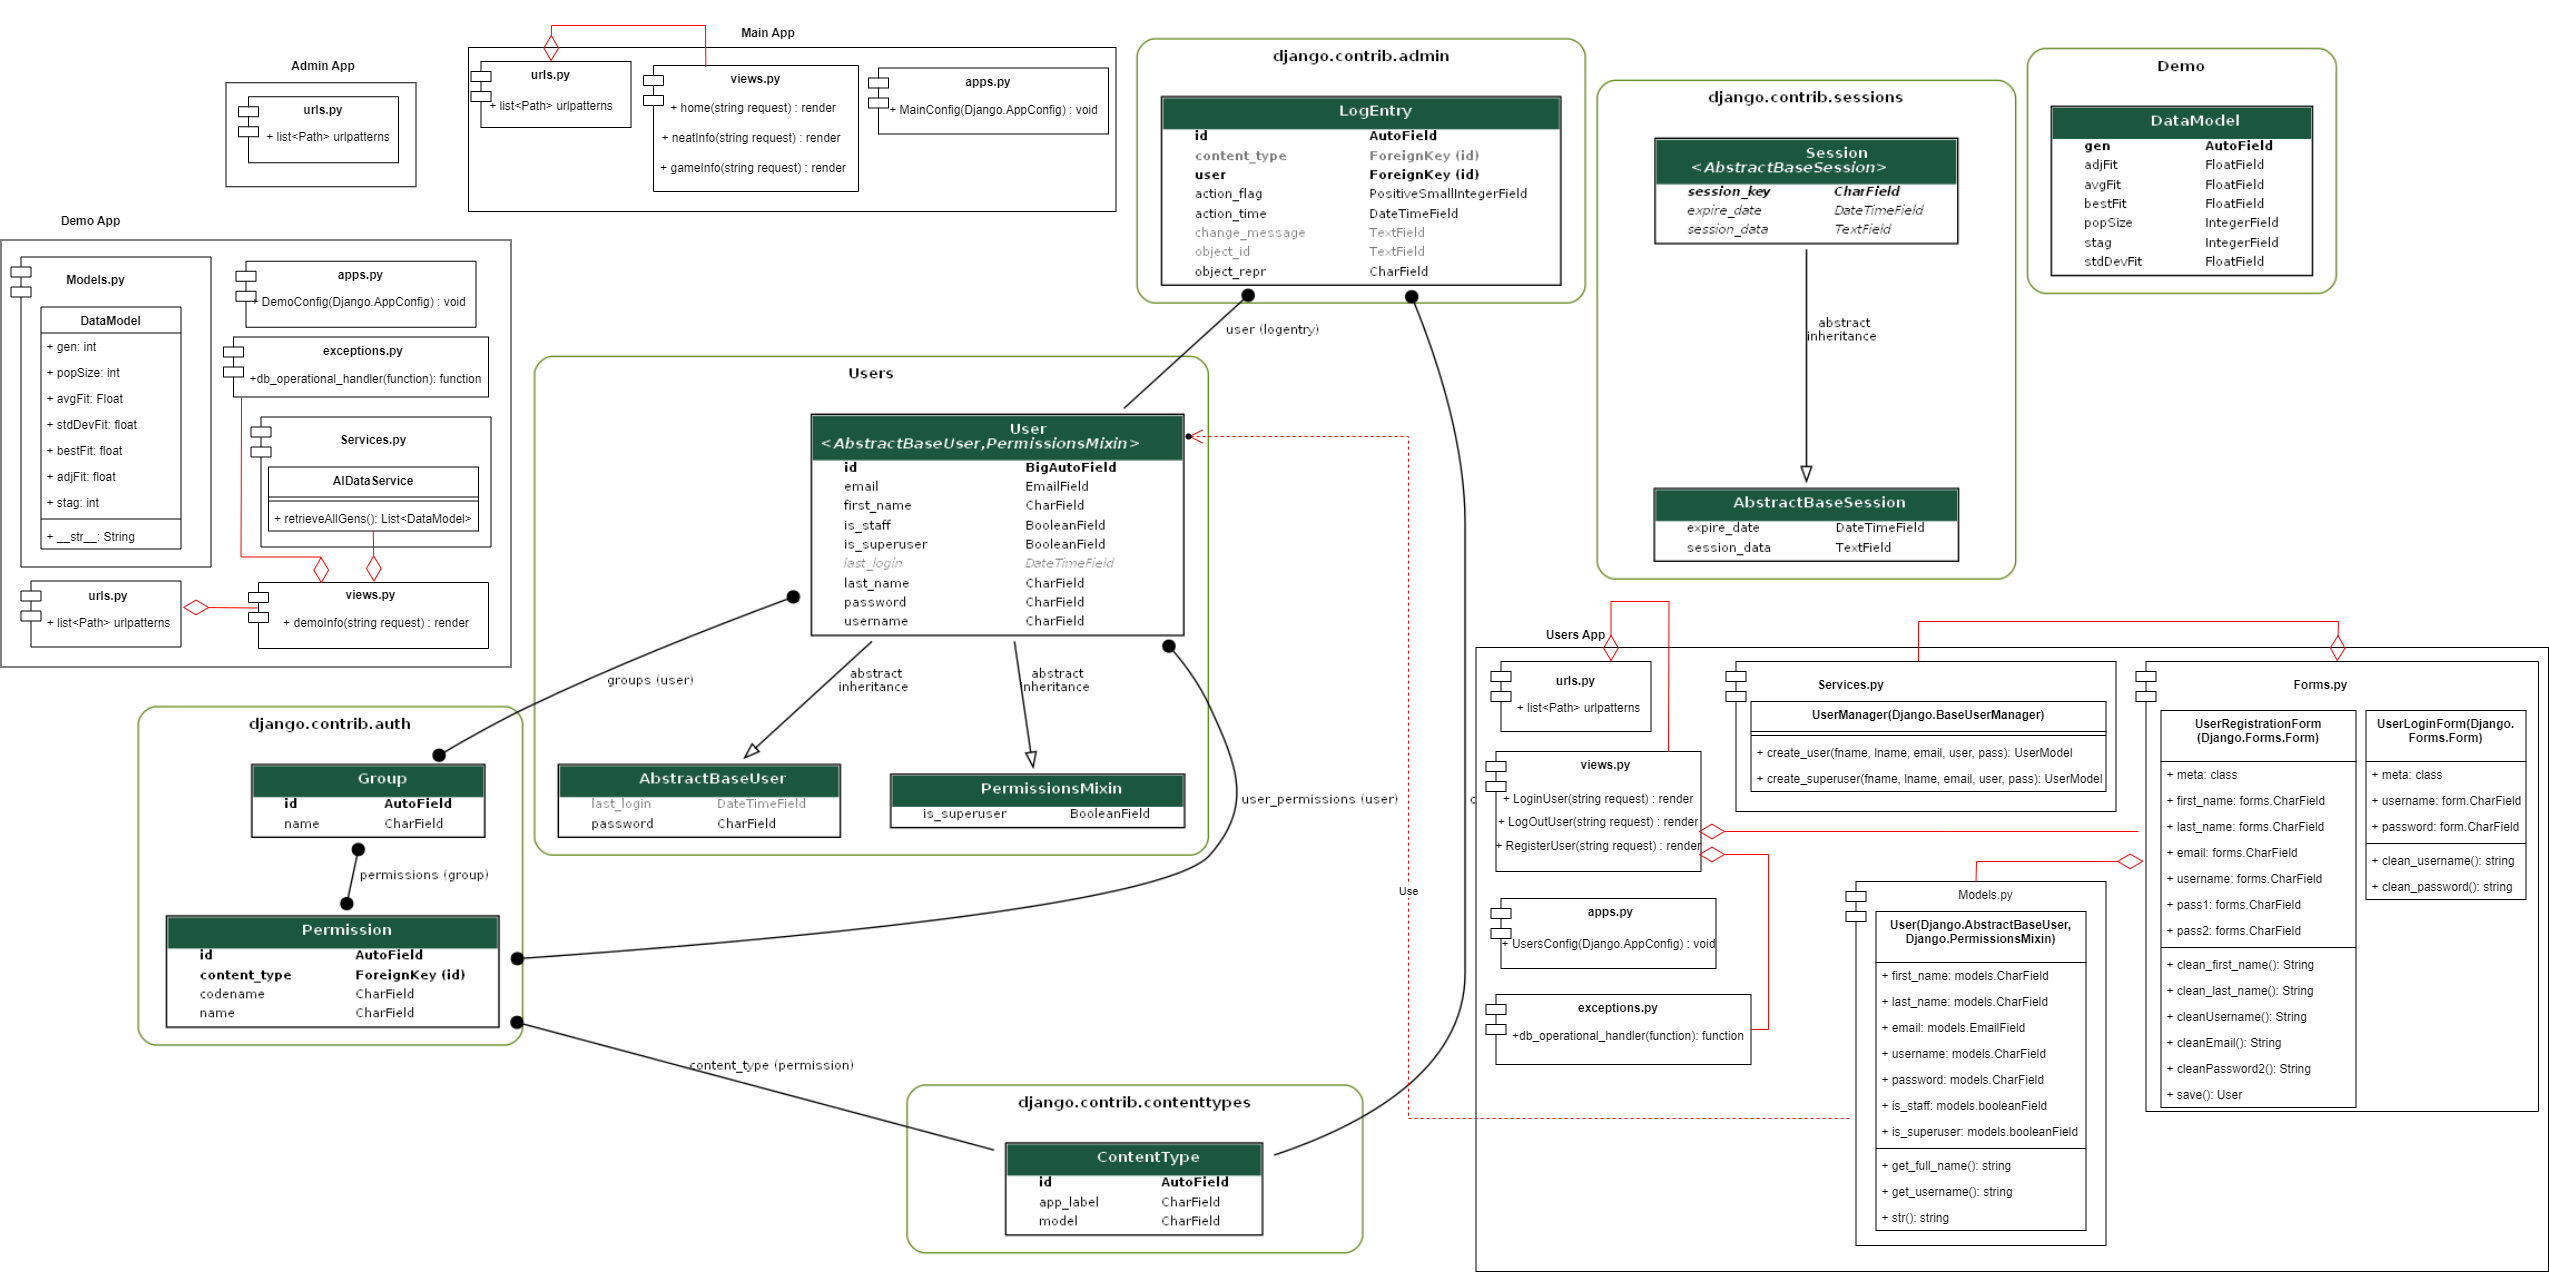 Admin App
urls.py
+ list<Path> urlpatterns
Main App
urls.py
+ list<Path> urlpatterns
views.py
+ home(string request) : render
+ neatInfo(string request) : render
+ gameInfo(string request) : render
apps.py
+ MainConfig(Django.AppConfig) : void
django.contrib.admin
LogEntry
id AutoField
content_type ForeignKey (id)
user ForeignKey (id)
action_flag PositiveSmallIntegerField
action_time DateTimeField
change_message TextField
object_id TextField
object_repr CharField
django.contrib.sessions
Session
<AbstractBaseSession>
session_key CharField
expire_date DateTimeField
session_data TextField
abstract
inheritance
AbstractBaseSession
expire_date DateTimeField
session_data TextField
Demo
DataModel
gen AutoField
adjFit FloatField
avgFit FloatField
bestFit FloatField
popSize IntegerField
stag IntegerField
stdDevFit FloatField
Demo App
Models.py
DataModel
+ gen: int
+ popSize: int
+ avgFit: Float
+ stdDevFit: float
+ bestFit: float
+ adjFit: float
+ stag: int
+ __str__: String
apps.py
+ DemoConfig(Django.AppConfig) : void
exceptions.py
+db_operational_handler(function): function
Services.py
AIDataService
+ retrieveAllGens(): List<DataModel>
urls.py
+ list<Path> urlpatterns
views.py
+ demoInfo(string request) : render
user (logentry)
Users
User
<AbstractBaseUser,PermissionsMixin>
id BigAutoField
email EmailField
first_name CharField
is_staff BooleanField
is_superuser BooleanField
last_login DateTimeField
last_name CharField
password CharField
username CharField
groups (user)
abstract
inheritance
abstract
inheritance
AbstractBaseUser
last_login DateTimeField
password CharField
PermissionsMixin
is_superuser BooleanField
user_permissions (user)
c
Use
django.contrib.auth
Group
id AutoField
name CharField
permissions (group)
Permission
id AutoField
content_type ForeignKey (id)
codename CharField
name CharField
content_type (permission)
django.contrib.contenttypes
ContentType
id AutoField
app_label CharField
model CharField
Users App
urls.py
+ list<Path> urlpatterns
views.py
+ LoginUser(string request) : render
+ LogOutUser(string request) : render
+ RegisterUser(string request) : render
apps.py
+ UsersConfig(Django.AppConfig) : void
exceptions.py
+db_operational_handler(function): function
Services.py
UserManager(Django.BaseUserManager)
+ create_user(fname, lname, email, user, pass): UserModel
+ create_superuser(fname, lname, email, user, pass): UserModel
Models.py
User(Django.AbstractBaseUser,
Django.PermissionsMixin)
+ first_name: models.CharField
+ last_name: models.CharField
+ email: models.EmailField
+ username: models.CharField
+ password: models.CharField
+ is_staff: models.booleanField
+ is_superuser: models.booleanField
+ get_full_name(): string
+ get_username(): string
+ str(): string
Forms.py
UserRegistrationForm
(Django.Forms.Form)
+ meta: class
+ first_name: forms.CharField
+ last_name: forms.CharField
+ email: forms.CharField
+ username: forms.CharField
+ pass1: forms.CharField
+ pass2: forms.CharField
+ clean_first_name(): String
+ clean_last_name(): String
+ cleanUsername(): String
+ cleanEmail(): String
+ cleanPassword2(): String
+ save(): User
UserLoginForm(Django.
Forms.Form)
+ meta: class
+ username: form.CharField
+ password: form.CharField
+ clean_username(): string
+ clean_password(): string